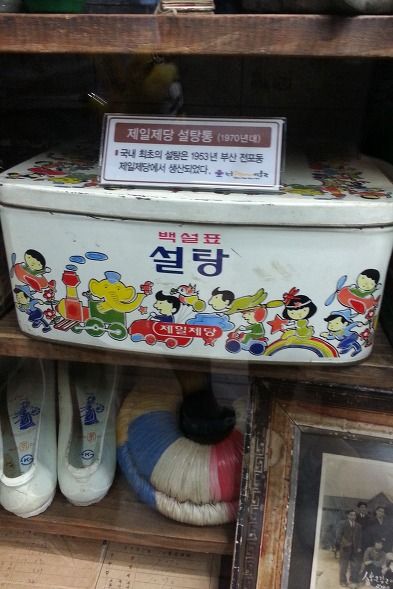 제일제당 설탕통 (1970년대)
국내 최초의 설탕은 1953년 부산 전포동
제일제당에서 생산되었다.
백설표
설탕
제일제당